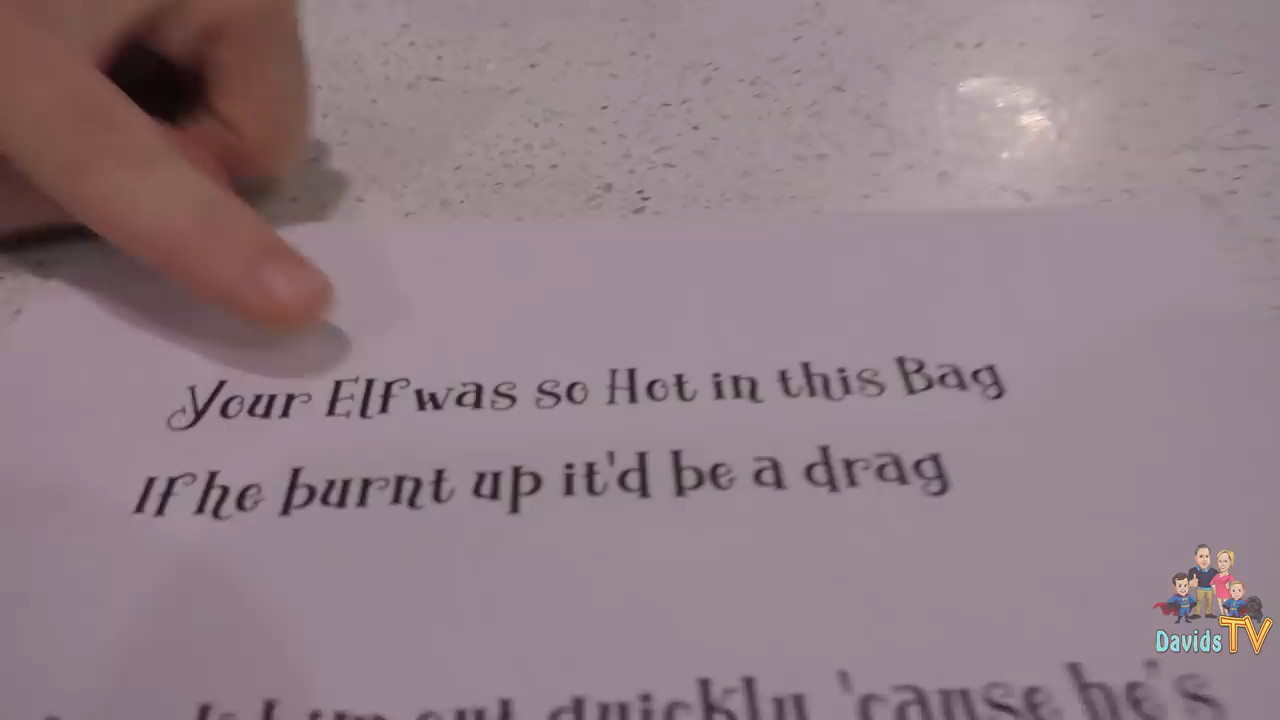 Your Elf was so Hot in this Bag
If he burnt up it'd be a drag
out quickly 'cause he's
Davids TV